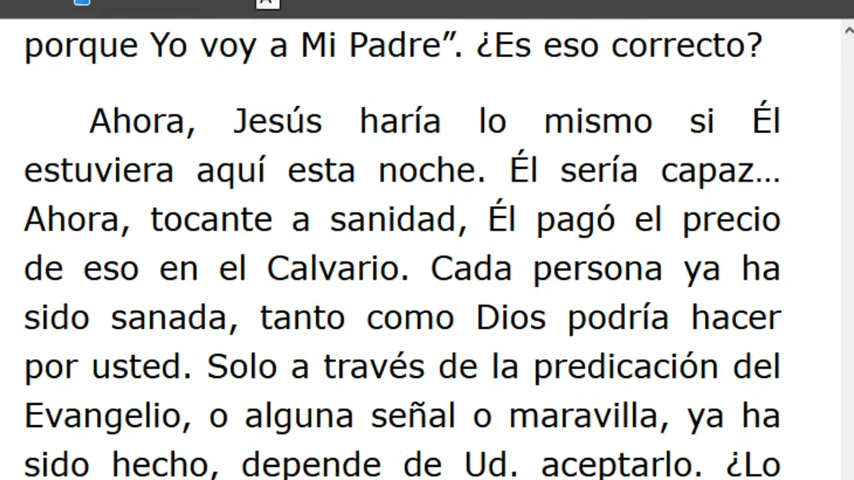 porque Yo voy a Mi Padre”. ¿Es eso correcto?
Ahora, Jesús haría lo mismo si Él
estuviera aquí esta noche. Él sería capaz...
Ahora, tocante a sanidad, Él pagó el precio
de eso en el Calvario. Cada persona ya ha
sido sanada, tanto como Dios podría hacer
por usted. Solo a través de la predicación del
Evangelio, o alguna señal o maravilla, ya ha
sido hecho, depende de Ud. aceptarlo. ¿Lo